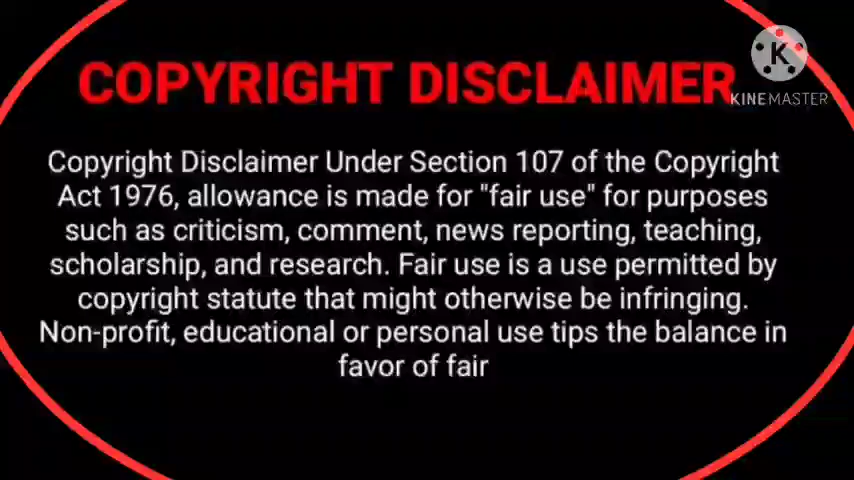 COPYRIGHT DISCLAIMER
K
KINEMASTER
Copyright Disclaimer Under Section 107 of the Copyright
Act 1976, allowance is made for "fair use" for purposes
such as criticism, comment, news reporting, teaching,
scholarship, and research. Fair use is a use permitted by
copyright statute that might otherwise be infringing.
Non-profit, educational or personal use tips the balance in
favor of fair